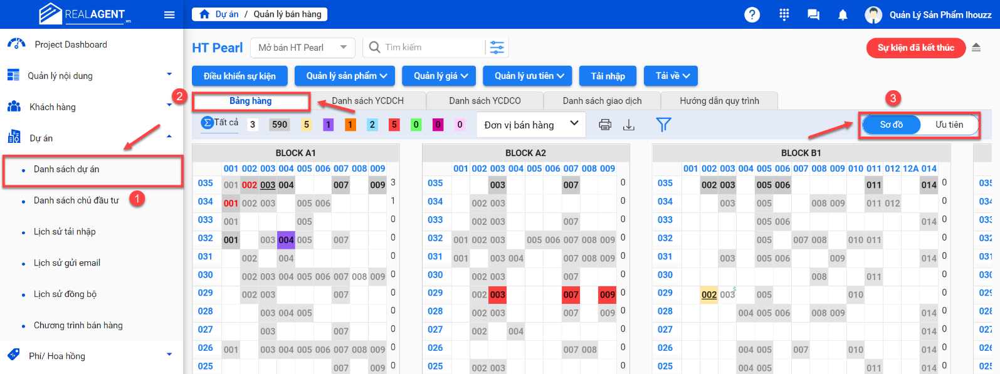 REALAGENT.vn
Dự án / Quản lý bán hàng
Quản Lý Sản Phẩm Ihouzz
Project Dashboard
Quản lý nội dung
Khách hàng
Dự án
Danh sách dự án
1
Danh sách chủ đầu tư
Lịch sử tải nhập
Lịch sử gửi email
Lịch sử đồng bộ
Chương trình bán hàng
Phí/ Hoa hồng
HT Pearl Mở bán HT Pearl Tìm kiếm Sự kiện đã kết thúc
Điều khiển sự kiện Quản lý sản phẩm Quản lý giá Quản lý ưu tiên Tải nhập Tải về
2 Bảng hàng Danh sách YCDCH Danh sách YCDCO Danh sách giao dịch Hướng dẫn quy trình 3
Σ Tất cả 3 590 5 1 1 2 5 0 0 0 Đơn vị bán hàng Sơ đồ Ưu tiên
BLOCK A1
001 002 003 004 005 006 007 008 009
035 001 002 003 004 007 009 3
034 001 002 003 005 006 1
033 001 005 0
032 001 003 004 005 007 0
031 002 004 0
030 002 003 004 005 006 007 008 009 0
029 002 003 007 0
028 003 004 005 0
027 003 007 0
026 001 003 004 005 006 007 008 009 0
025 007 009 0
BLOCK A2
001 002 003 004 005 006 007 008 009
035 003 007 0
034 002 003 0
033 002 003 007 0
032 001 002 003 005 006 007 008 009 0
031 001 003 004 007 008 009 0
030 002 003 007 0
029 002 003 007 009 0
028 002 003 007 009 0
027 002 004 0
026 007 008 0
025 002 003 0
BLOCK B1
001 002 003 004 005 006 007 008 009 010 011 012 12A 014
035 002 003 005 006 011 014 0
034 003 005 008 009 011 012 0
033 005 006 014 0
032 005 007 008 010 011 0
031 003 005 006 009 014 0
030 008 011 0
029 002 003 $ 005 010 0
028 004 005 006 008 009 014 0
027 014 0
026 004 005 007 010 014 0
025 004 005 011 014 0